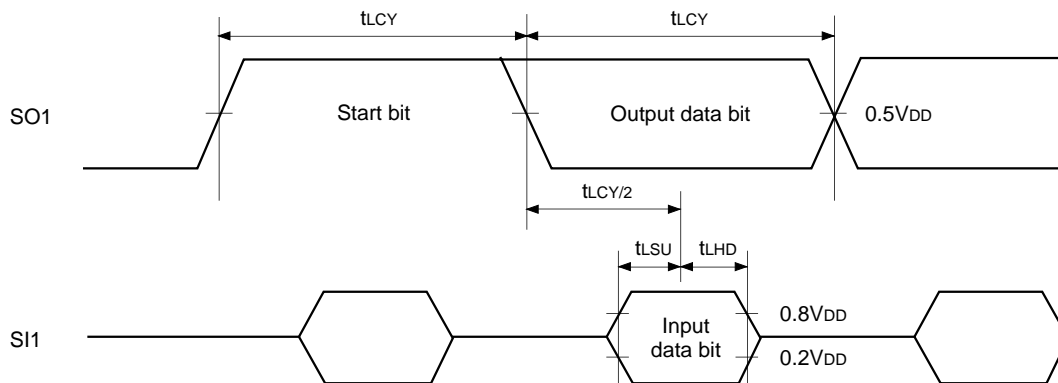 tLCY tLCY
SO1 Start bit Output data bit 0.5VDD
tLCY/2
tLSU tLHD
0.8VDD
SI1 Input
data bit
0.2VDD